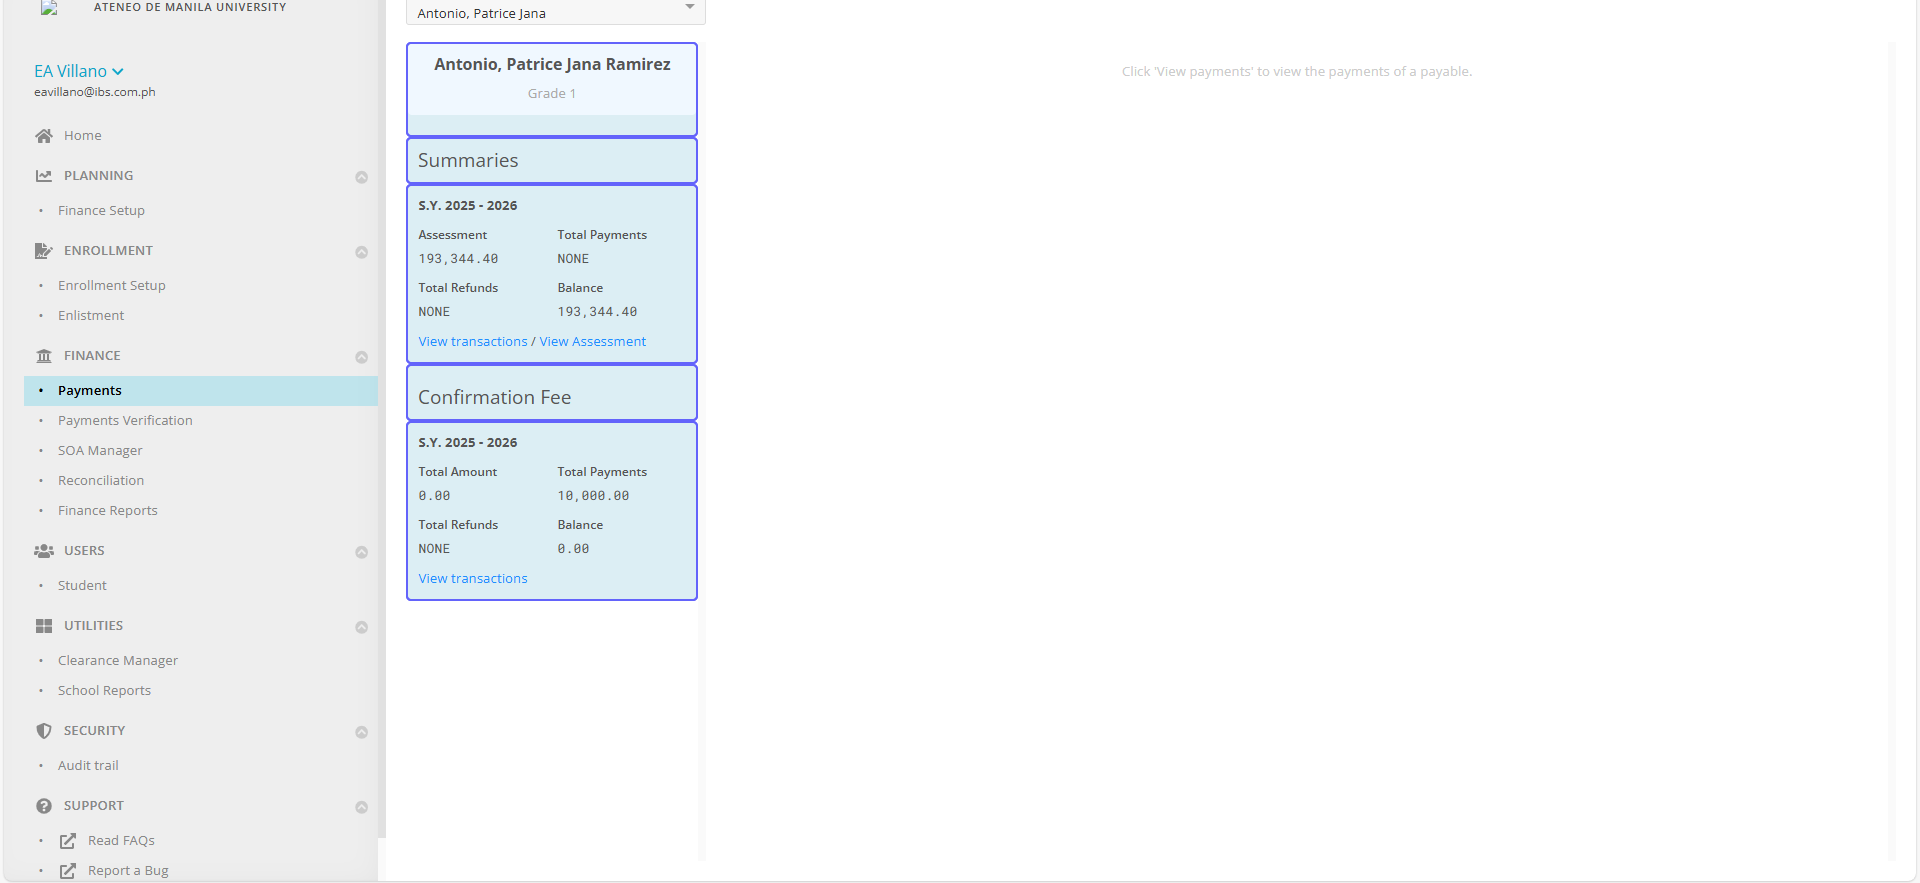 ATENEO DE MANILA UNIVERSITY
EA Villano
eavillano@ibs.com.ph
Home
PLANNING
Finance Setup
ENROLLMENT
Enrollment Setup
Enlistment
FINANCE
Payments
Payments Verification
SOA Manager
Reconciliation
Finance Reports
USERS
Student
UTILITIES
Clearance Manager
School Reports
SECURITY
Audit trail
SUPPORT
Read FAQs
Report a Bug
Antonio, Patrice Jana
Antonio, Patrice Jana Ramirez
Grade 1
Summaries
S.Y. 2025 - 2026
Assessment Total Payments
193,344.40 NONE
Total Refunds Balance
NONE 193,344.40
View transactions / View Assessment
Confirmation Fee
S.Y. 2025 - 2026
Total Amount Total Payments
0.00 10,000.00
Total Refunds Balance
NONE 0.00
View transactions
Click 'View payments' to view the payments of a payable.